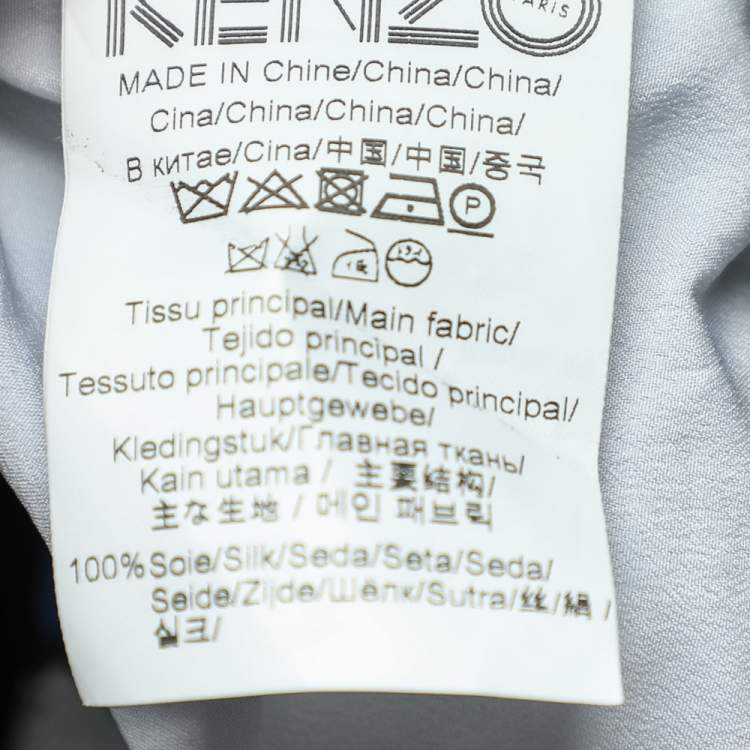 KENZO PARIS
MADE IN Chine/China/China/
Cina/China/China/China/
В китае/Cina/中国/中国/중국
P
Tissu principal/Main fabric/
Tejido principal /
Tessuto principale/Tecido principal/
Hauptgewebe/
Kledingstuk/Главная ткань/
Kain utama / 主要結构/
主な生地 / 메인 패브릭
100% Soie/Silk/Seda/Seta/Seda/
Seide/Zijde/Шёлк/Sutra/丝/絹 /
실크/